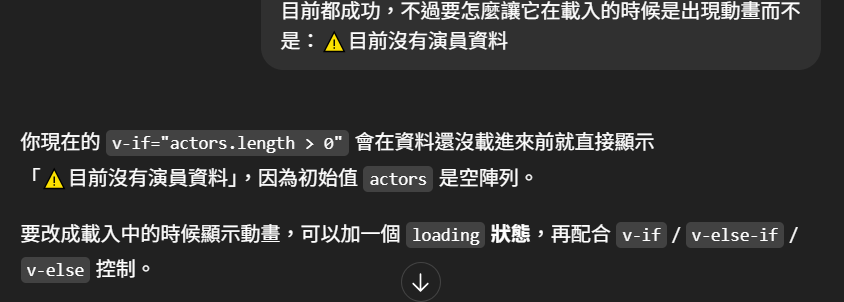 目前都成功，不過要怎麼讓它在載入的時候是出現動畫而不
是：⚠️目前沒有演員資料
你現在的 v-if="actors.length > 0" 會在資料還沒載進來前就直接顯示
「⚠️目前沒有演員資料」，因為初始值 actors 是空陣列。
要改成載入中的時候顯示動畫，可以加一個 loading 狀態，再配合 v-if / v-else-if /
v-else 控制。